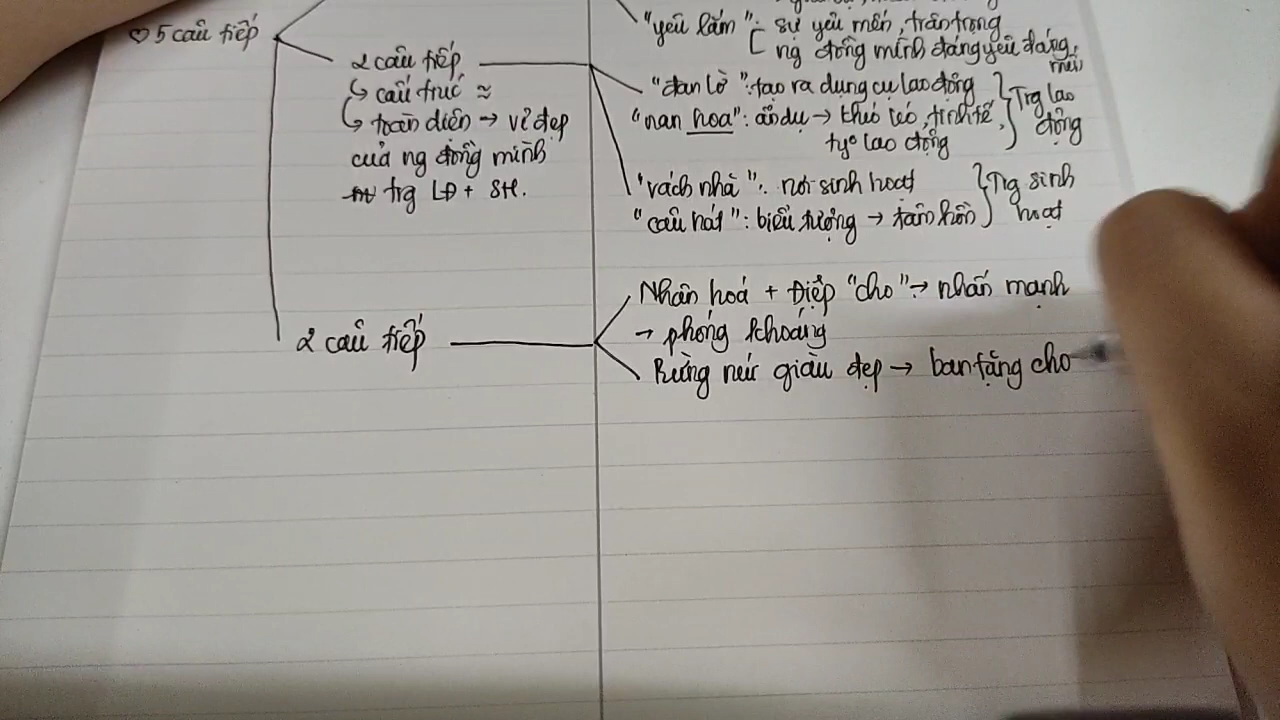 ♡ 5 câu tiếp
2 câu tiếp
↳ cấu trúc ≈
↳ toàn diện → vẻ đẹp
của ng đồng mình
trg LĐ + SH.
"yêu lắm": sự yêu mến, trân trọng
ng đồng mình đáng yêu đáng
mến
"đan lờ": tạo ra dụng cụ lao động
"nan hoa": ẩn dụ → khéo léo, tinh tế,
lao động
} Trg lao
động
"vách nhà": nơi sinh hoạt
"câu hát": biểu tượng → tâm hồn
} Trg sinh
hoạt
2 câu tiếp
Nhân hoá + Điệp "cho" → nhấn mạnh
→ phóng khoáng
Rừng núi giàu đẹp → ban tặng cho